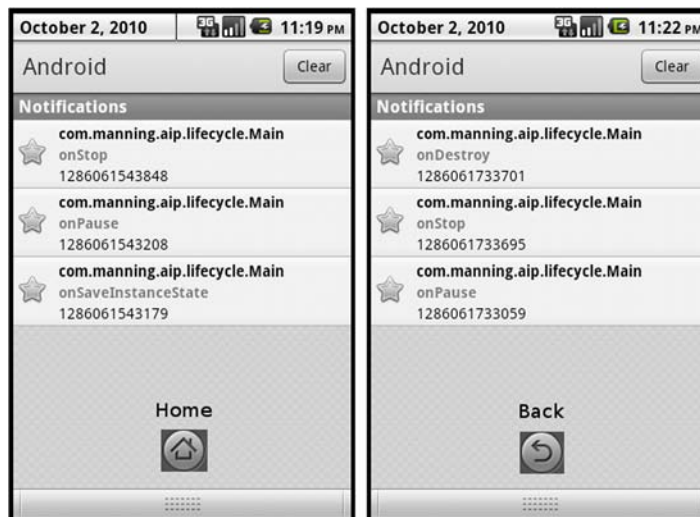 October 2, 2010 3G 11:19 PM
Android Clear
Notifications
com.manning.aip.lifecycle.Main
onStop
1286061543848
com.manning.aip.lifecycle.Main
onPause
1286061543208
com.manning.aip.lifecycle.Main
onSaveInstanceState
1286061543179
Home
October 2, 2010 3G 11:22 PM
Android Clear
Notifications
com.manning.aip.lifecycle.Main
onDestroy
1286061733701
com.manning.aip.lifecycle.Main
onStop
1286061733695
com.manning.aip.lifecycle.Main
onPause
1286061733059
Back